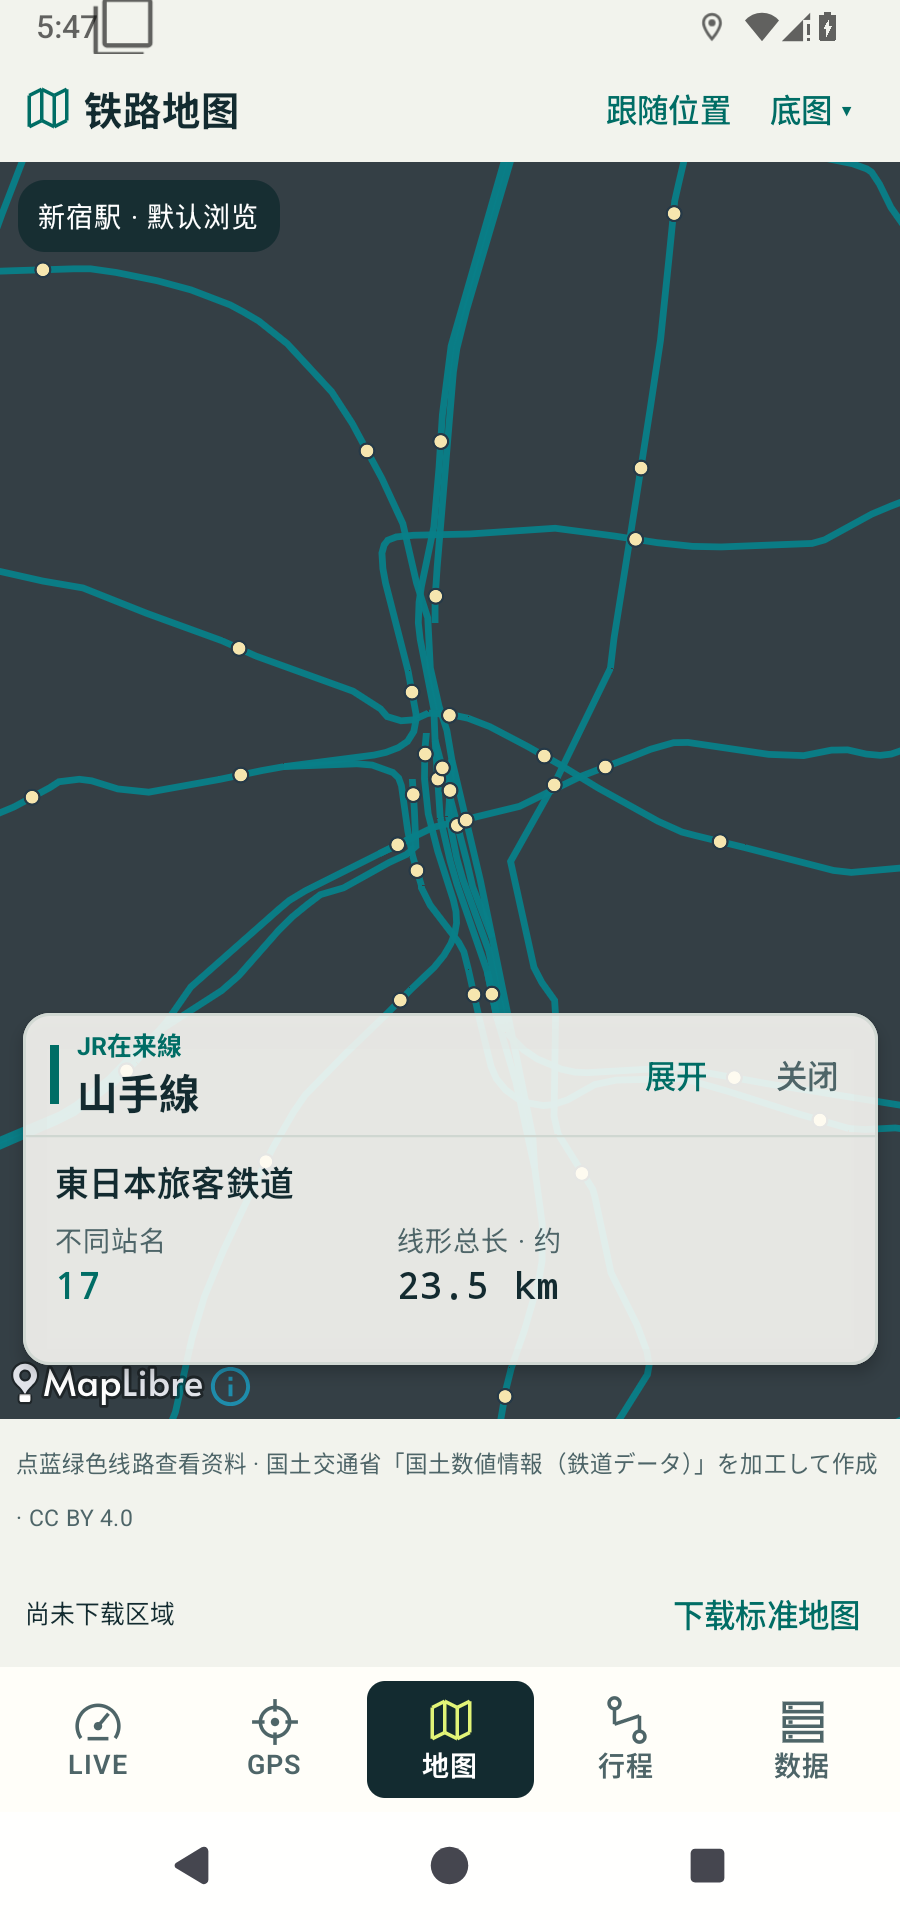 5:47
铁路地图
跟随位置
底图 ▾
新宿駅 · 默认浏览
JR在来線
山手線
展开
关闭
東日本旅客鉄道
不同站名
线形总长 · 约
17
23.5 km
MapLibre
点蓝绿色线路查看资料 · 国土交通省「国土数値情報（鉄道データ）」を加工して作成
· CC BY 4.0
尚未下载区域
下载标准地图
LIVE
GPS
地图
行程
数据